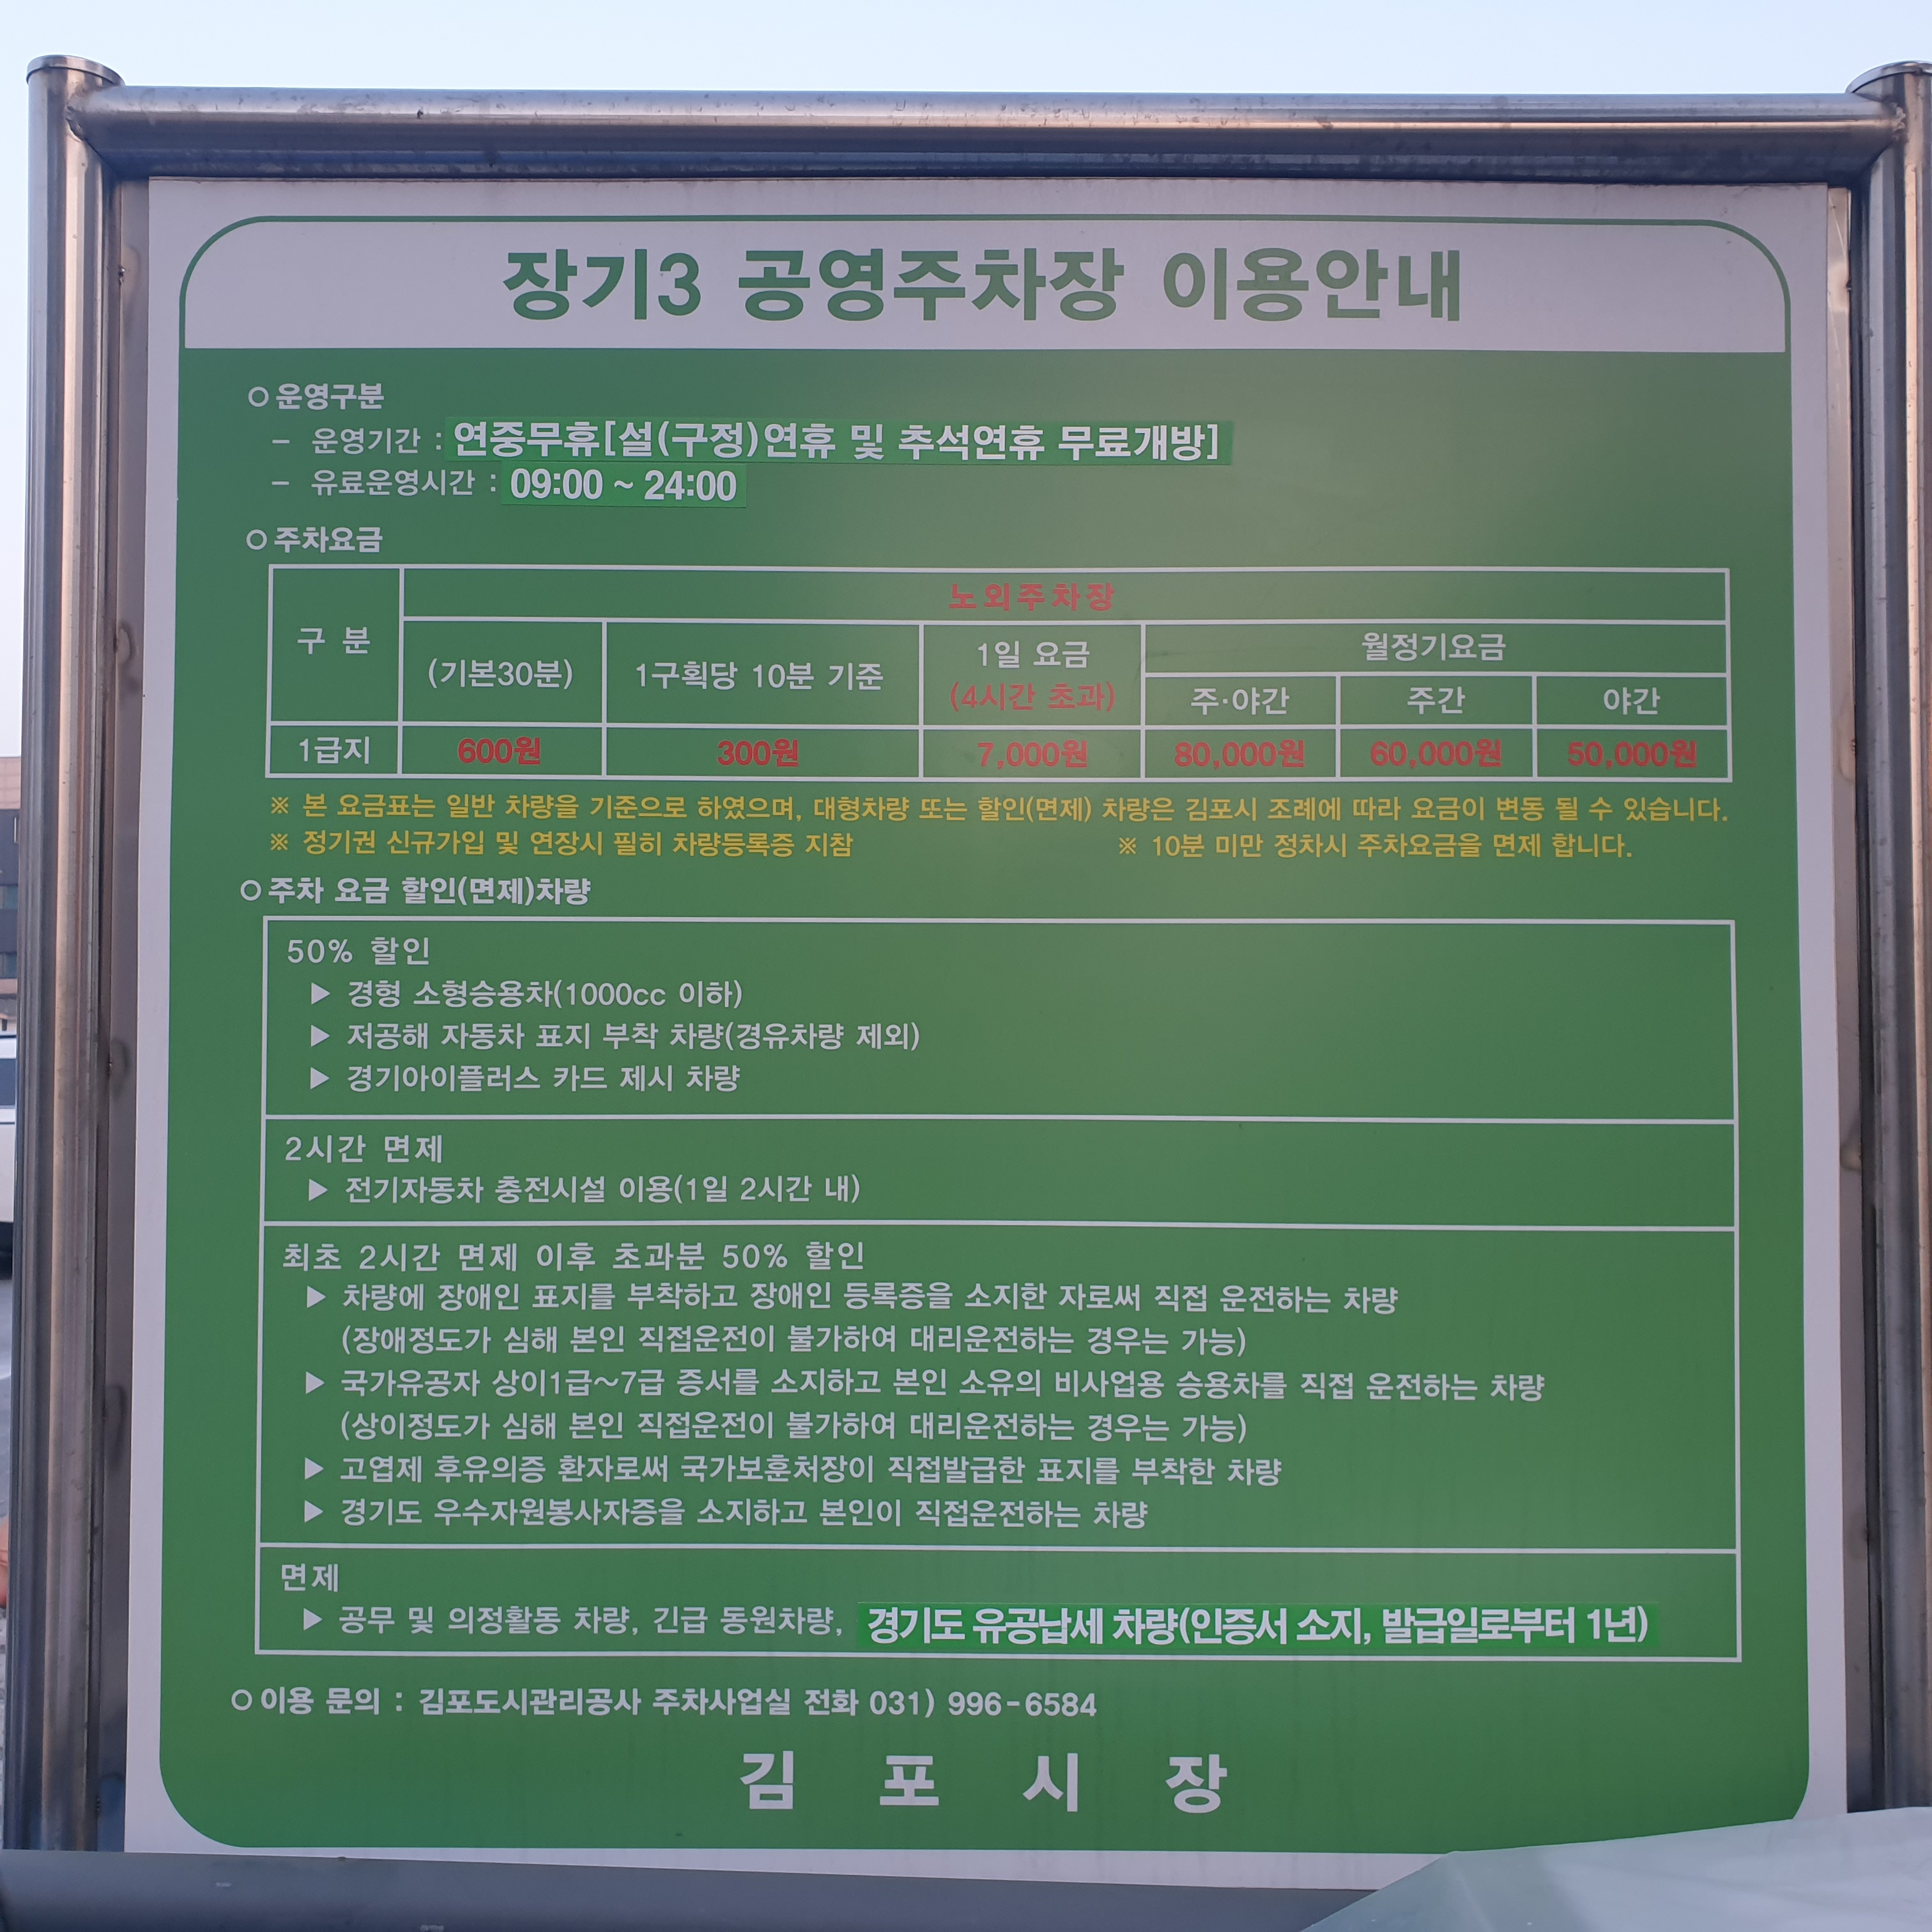 장기3 공영주차장 이용안내
○ 운영구분
- 운영기간 : 연중무휴[설(구정)연휴 및 추석연휴 무료개방]
- 유료운영시간 : 09:00 ~ 24:00
○ 주차요금
구 분
노외주차장
(기본30분)
1구획당 10분 기준
1일 요금
(4시간 초과)
월정기요금
주·야간
주간
야간
1급지 600원 300원 7,000원 80,000원 60,000원 50,000원
※ 본 요금표는 일반 차량을 기준으로 하였으며, 대형차량 또는 할인(면제) 차량은 김포시 조례에 따라 요금이 변동 될 수 있습니다.
※ 정기권 신규가입 및 연장시 필히 차량등록증 지참 ※ 10분 미만 정차시 주차요금을 면제 합니다.
○ 주차 요금 할인(면제)차량
50% 할인
▶ 경형 소형승용차(1000cc 이하)
▶ 저공해 자동차 표지 부착 차량(경유차량 제외)
▶ 경기아이플러스 카드 제시 차량
2시간 면제
▶ 전기자동차 충전시설 이용(1일 2시간 내)
최초 2시간 면제 이후 초과분 50% 할인
▶ 차량에 장애인 표지를 부착하고 장애인 등록증을 소지한 자로써 직접 운전하는 차량
(장애정도가 심해 본인 직접운전이 불가하여 대리운전하는 경우는 가능)
▶ 국가유공자 상이1급~7급 증서를 소지하고 본인 소유의 비사업용 승용차를 직접 운전하는 차량
(상이정도가 심해 본인 직접운전이 불가하여 대리운전하는 경우는 가능)
▶ 고엽제 후유의증 환자로써 국가보훈처장이 직접발급한 표지를 부착한 차량
▶ 경기도 우수자원봉사자증을 소지하고 본인이 직접운전하는 차량
면제
▶ 공무 및 의정활동 차량, 긴급 동원차량, 경기도 유공납세 차량(인증서 소지, 발급일로부터 1년)
○ 이용 문의 : 김포도시관리공사 주차사업실 전화 031) 996-6584
김 포 시 장